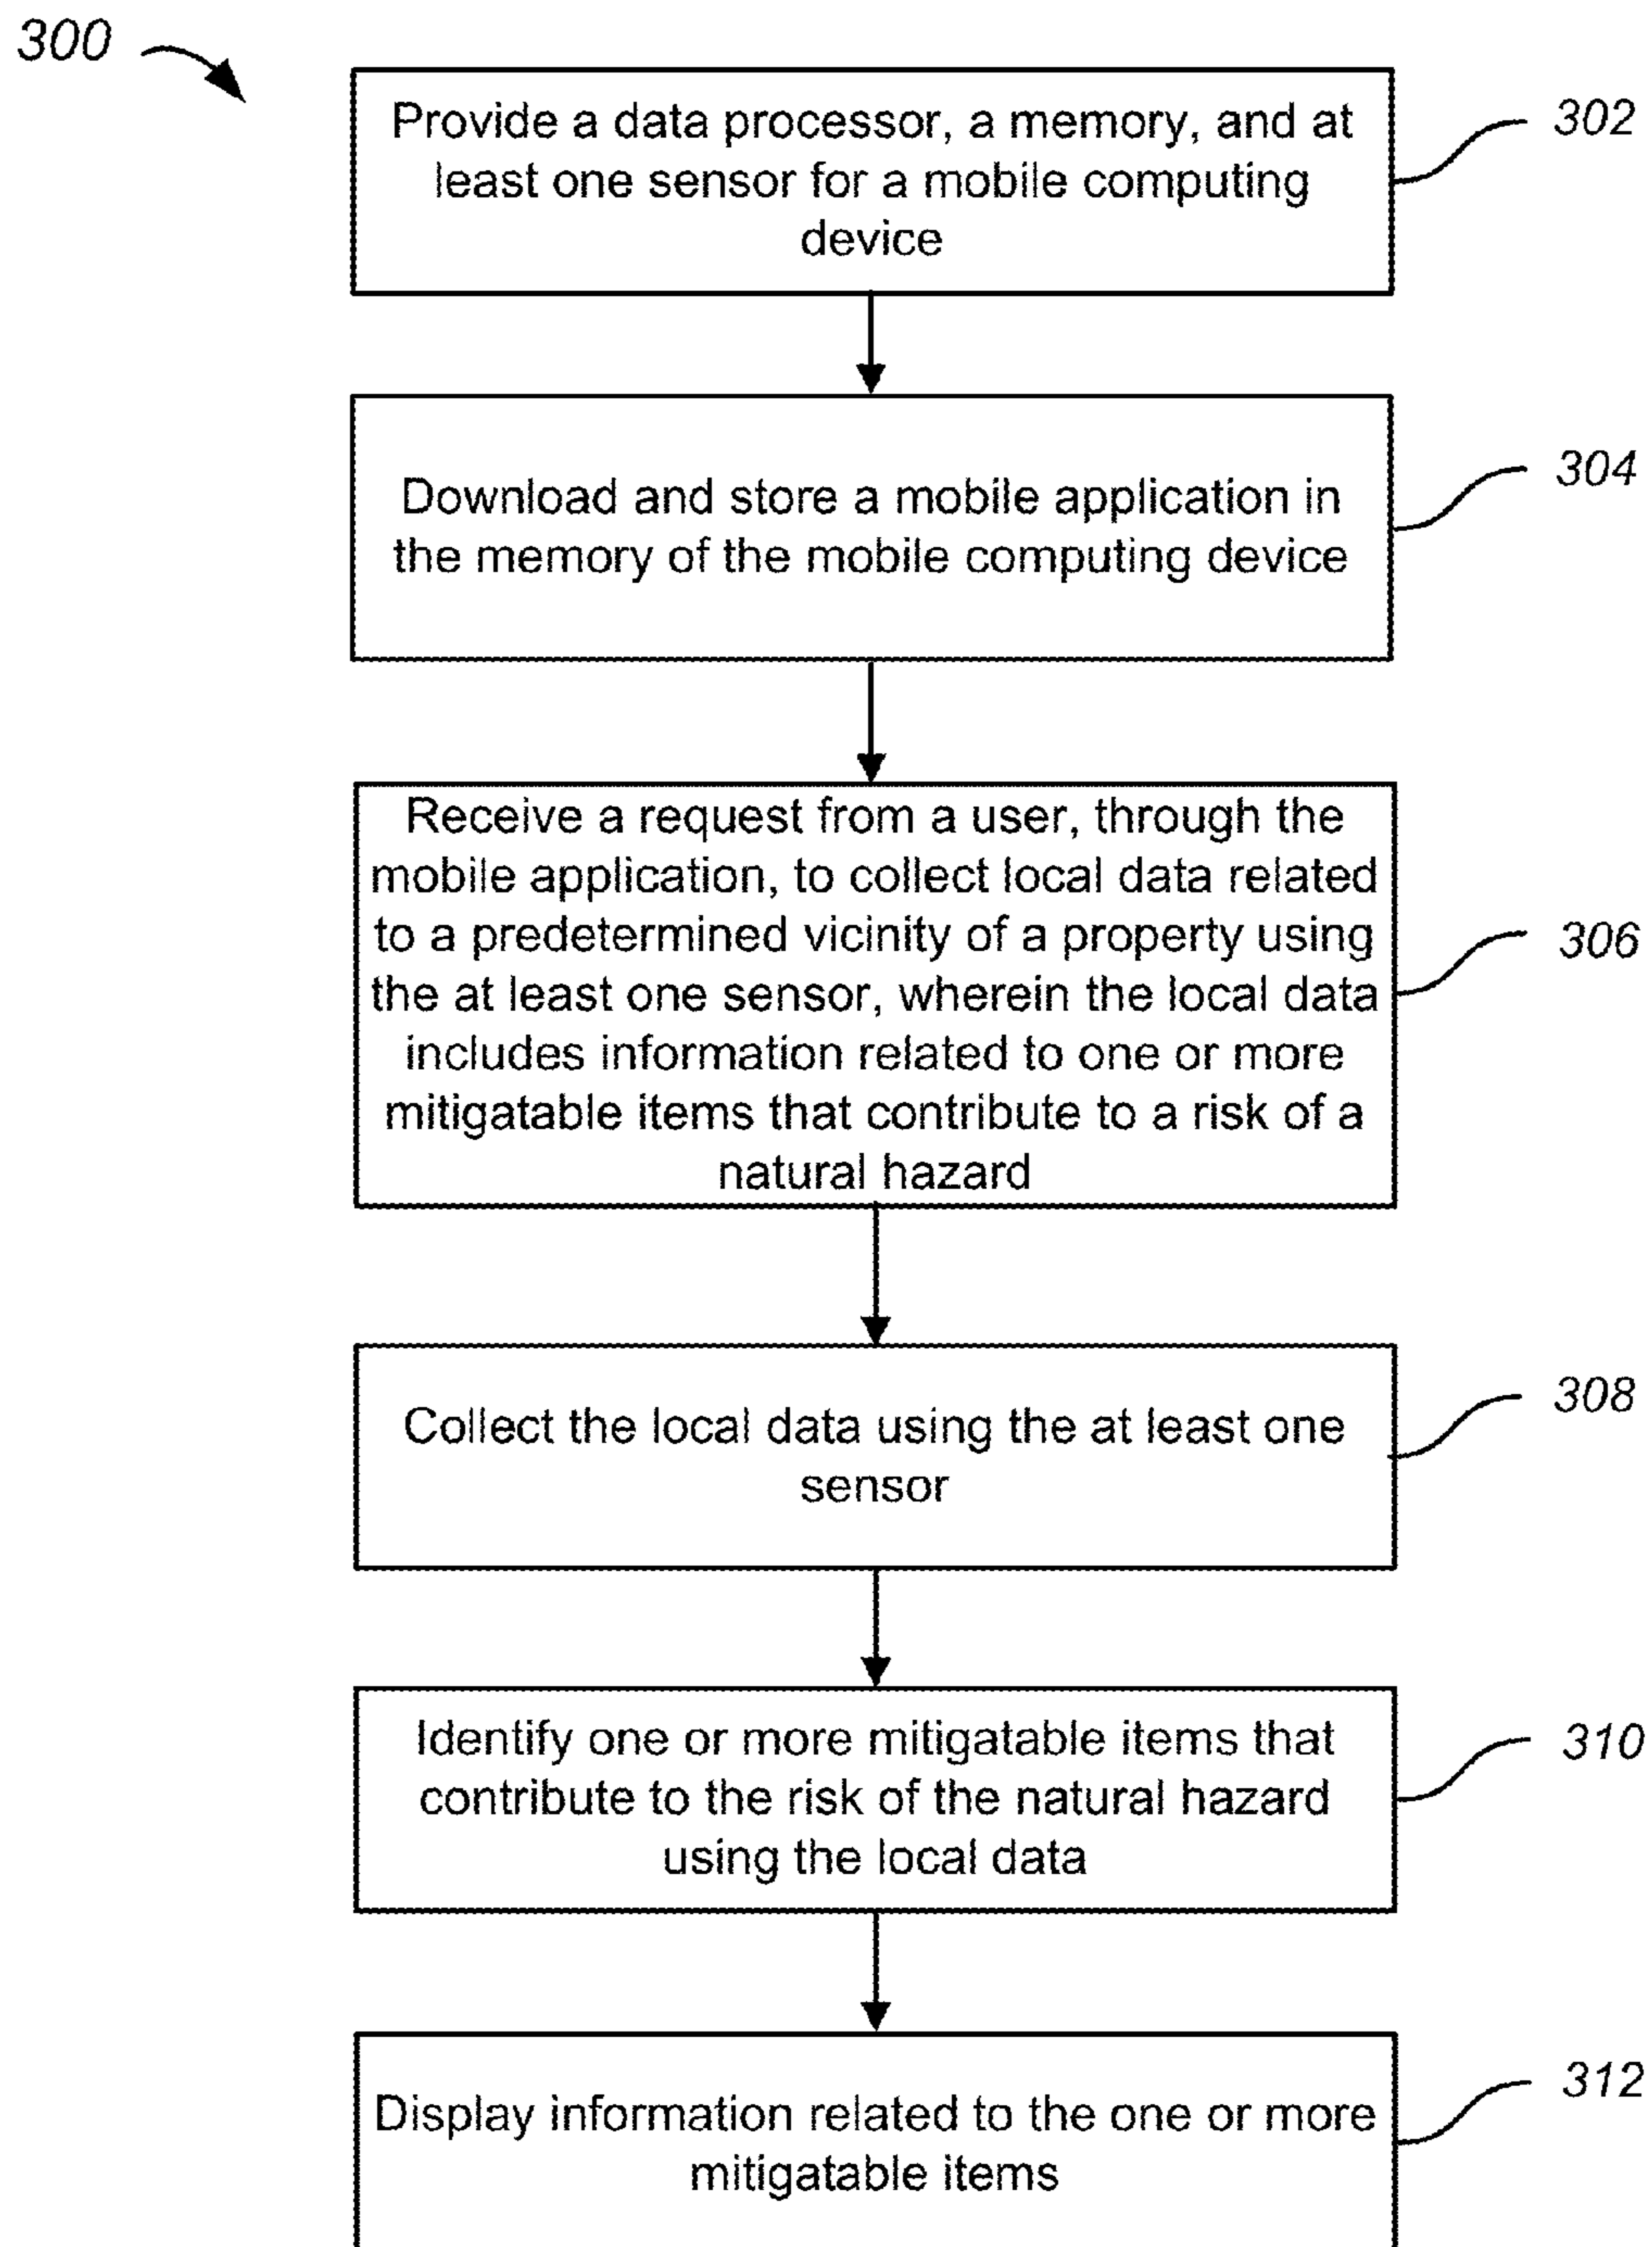 300
Provide a data processor, a memory, and at
least one sensor for a mobile computing
device
302
Download and store a mobile application in
the memory of the mobile computing device
304
Receive a request from a user, through the
mobile application, to collect local data related
to a predetermined vicinity of a property using
the at least one sensor, wherein the local data
includes information related to one or more
mitigatable items that contribute to a risk of a
natural hazard
306
Collect the local data using the at least one
sensor
308
Identify one or more mitigatable items that
contribute to the risk of the natural hazard
using the local data
310
Display information related to the one or more
mitigatable items
312